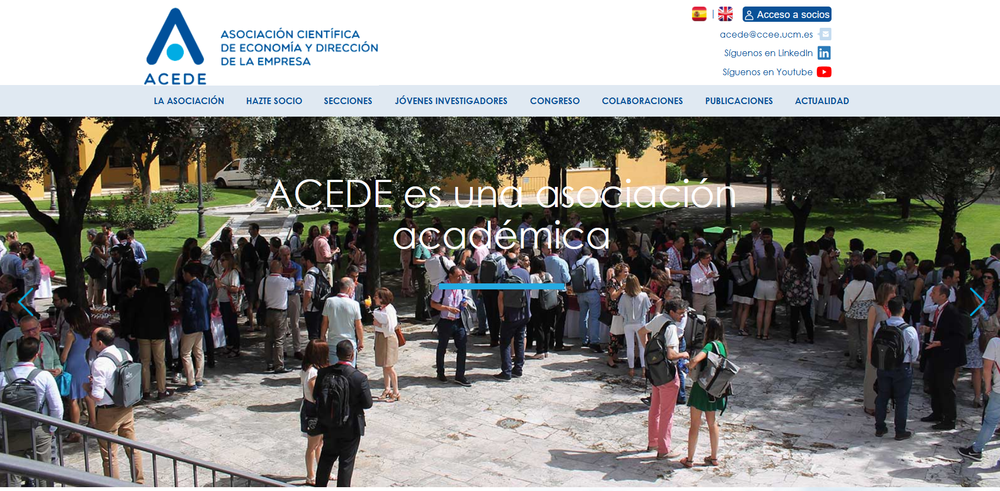 ACEDE
ASOCIACIÓN CIENTÍFICA
DE ECONOMÍA Y DIRECCIÓN
DE LA EMPRESA
|
Acceso a socios
acede@ccee.ucm.es
Síguenos en LinkedIn
in
Síguenos en Youtube
LA ASOCIACIÓN
HAZTE SOCIO
SECCIONES
JÓVENES INVESTIGADORES
CONGRESO
COLABORACIONES
PUBLICACIONES
ACTUALIDAD
ACEDE es una asociación
académica